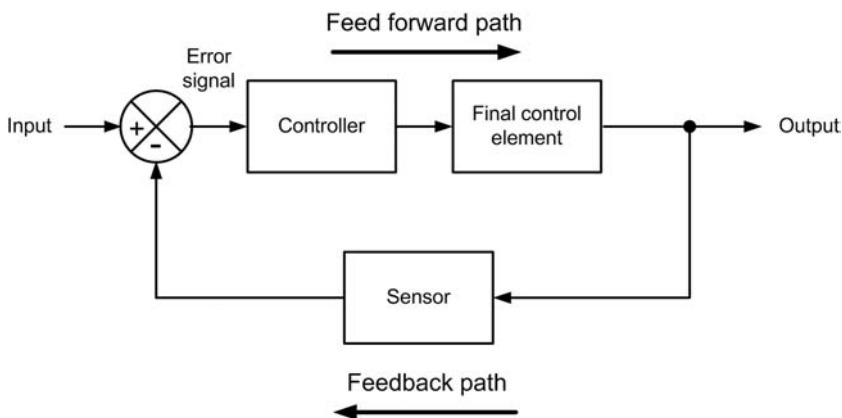 Feed forward path
Error
signal
Input
+
-
Controller
Final control
element
Output
Sensor
Feedback path